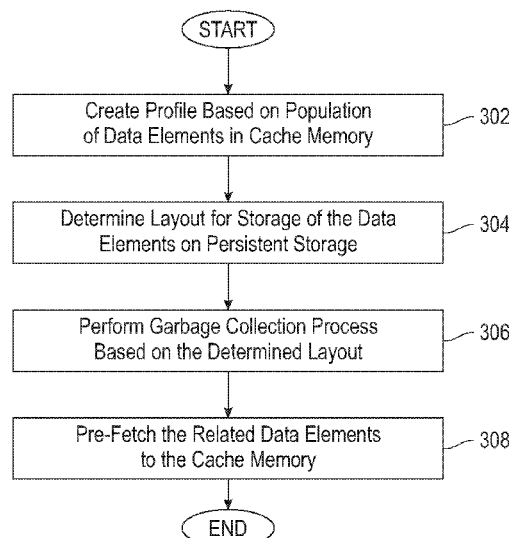 START
Create Profile Based on Population
of Data Elements in Cache Memory
302
Determine Layout for Storage of the Data
Elements on Persistent Storage
304
Perform Garbage Collection Process
Based on the Determined Layout
306
Pre-Fetch the Related Data Elements
to the Cache Memory
308
END